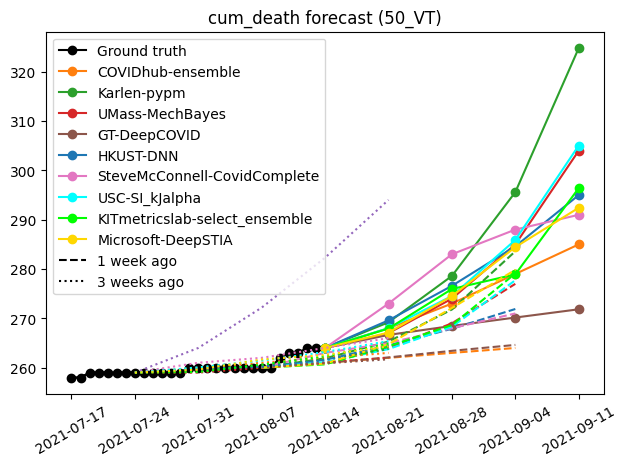 cum_death forecast (50_VT)
Ground truth
COVIDhub-ensemble
Karlen-pypm
UMass-MechBayes
GT-DeepCOVID
HKUST-DNN
SteveMcConnell-CovidComplete
USC-SI_kJalpha
KITmetricslab-select_ensemble
Microsoft-DeepSTIA
1 week ago
3 weeks ago
320
310
300
290
280
270
260
2021-07-17
2021-07-24
2021-07-31
2021-08-07
2021-08-14
2021-08-21
2021-08-28
2021-09-04
2021-09-11